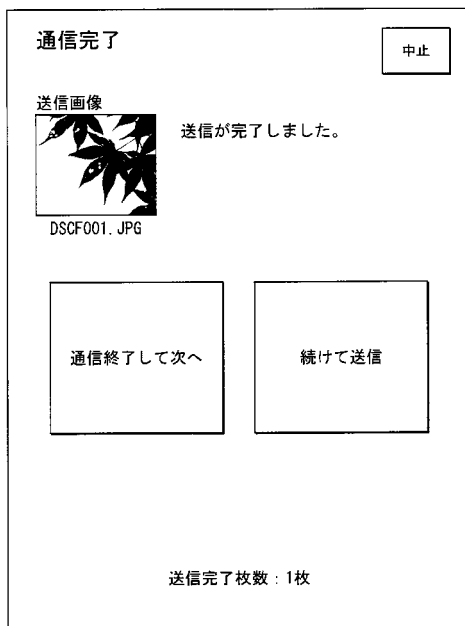 通信完了
中止
送信画像
送信が完了しました。
DSCF001.JPG
通信終了して次へ
続けて送信
送信完了枚数：1枚